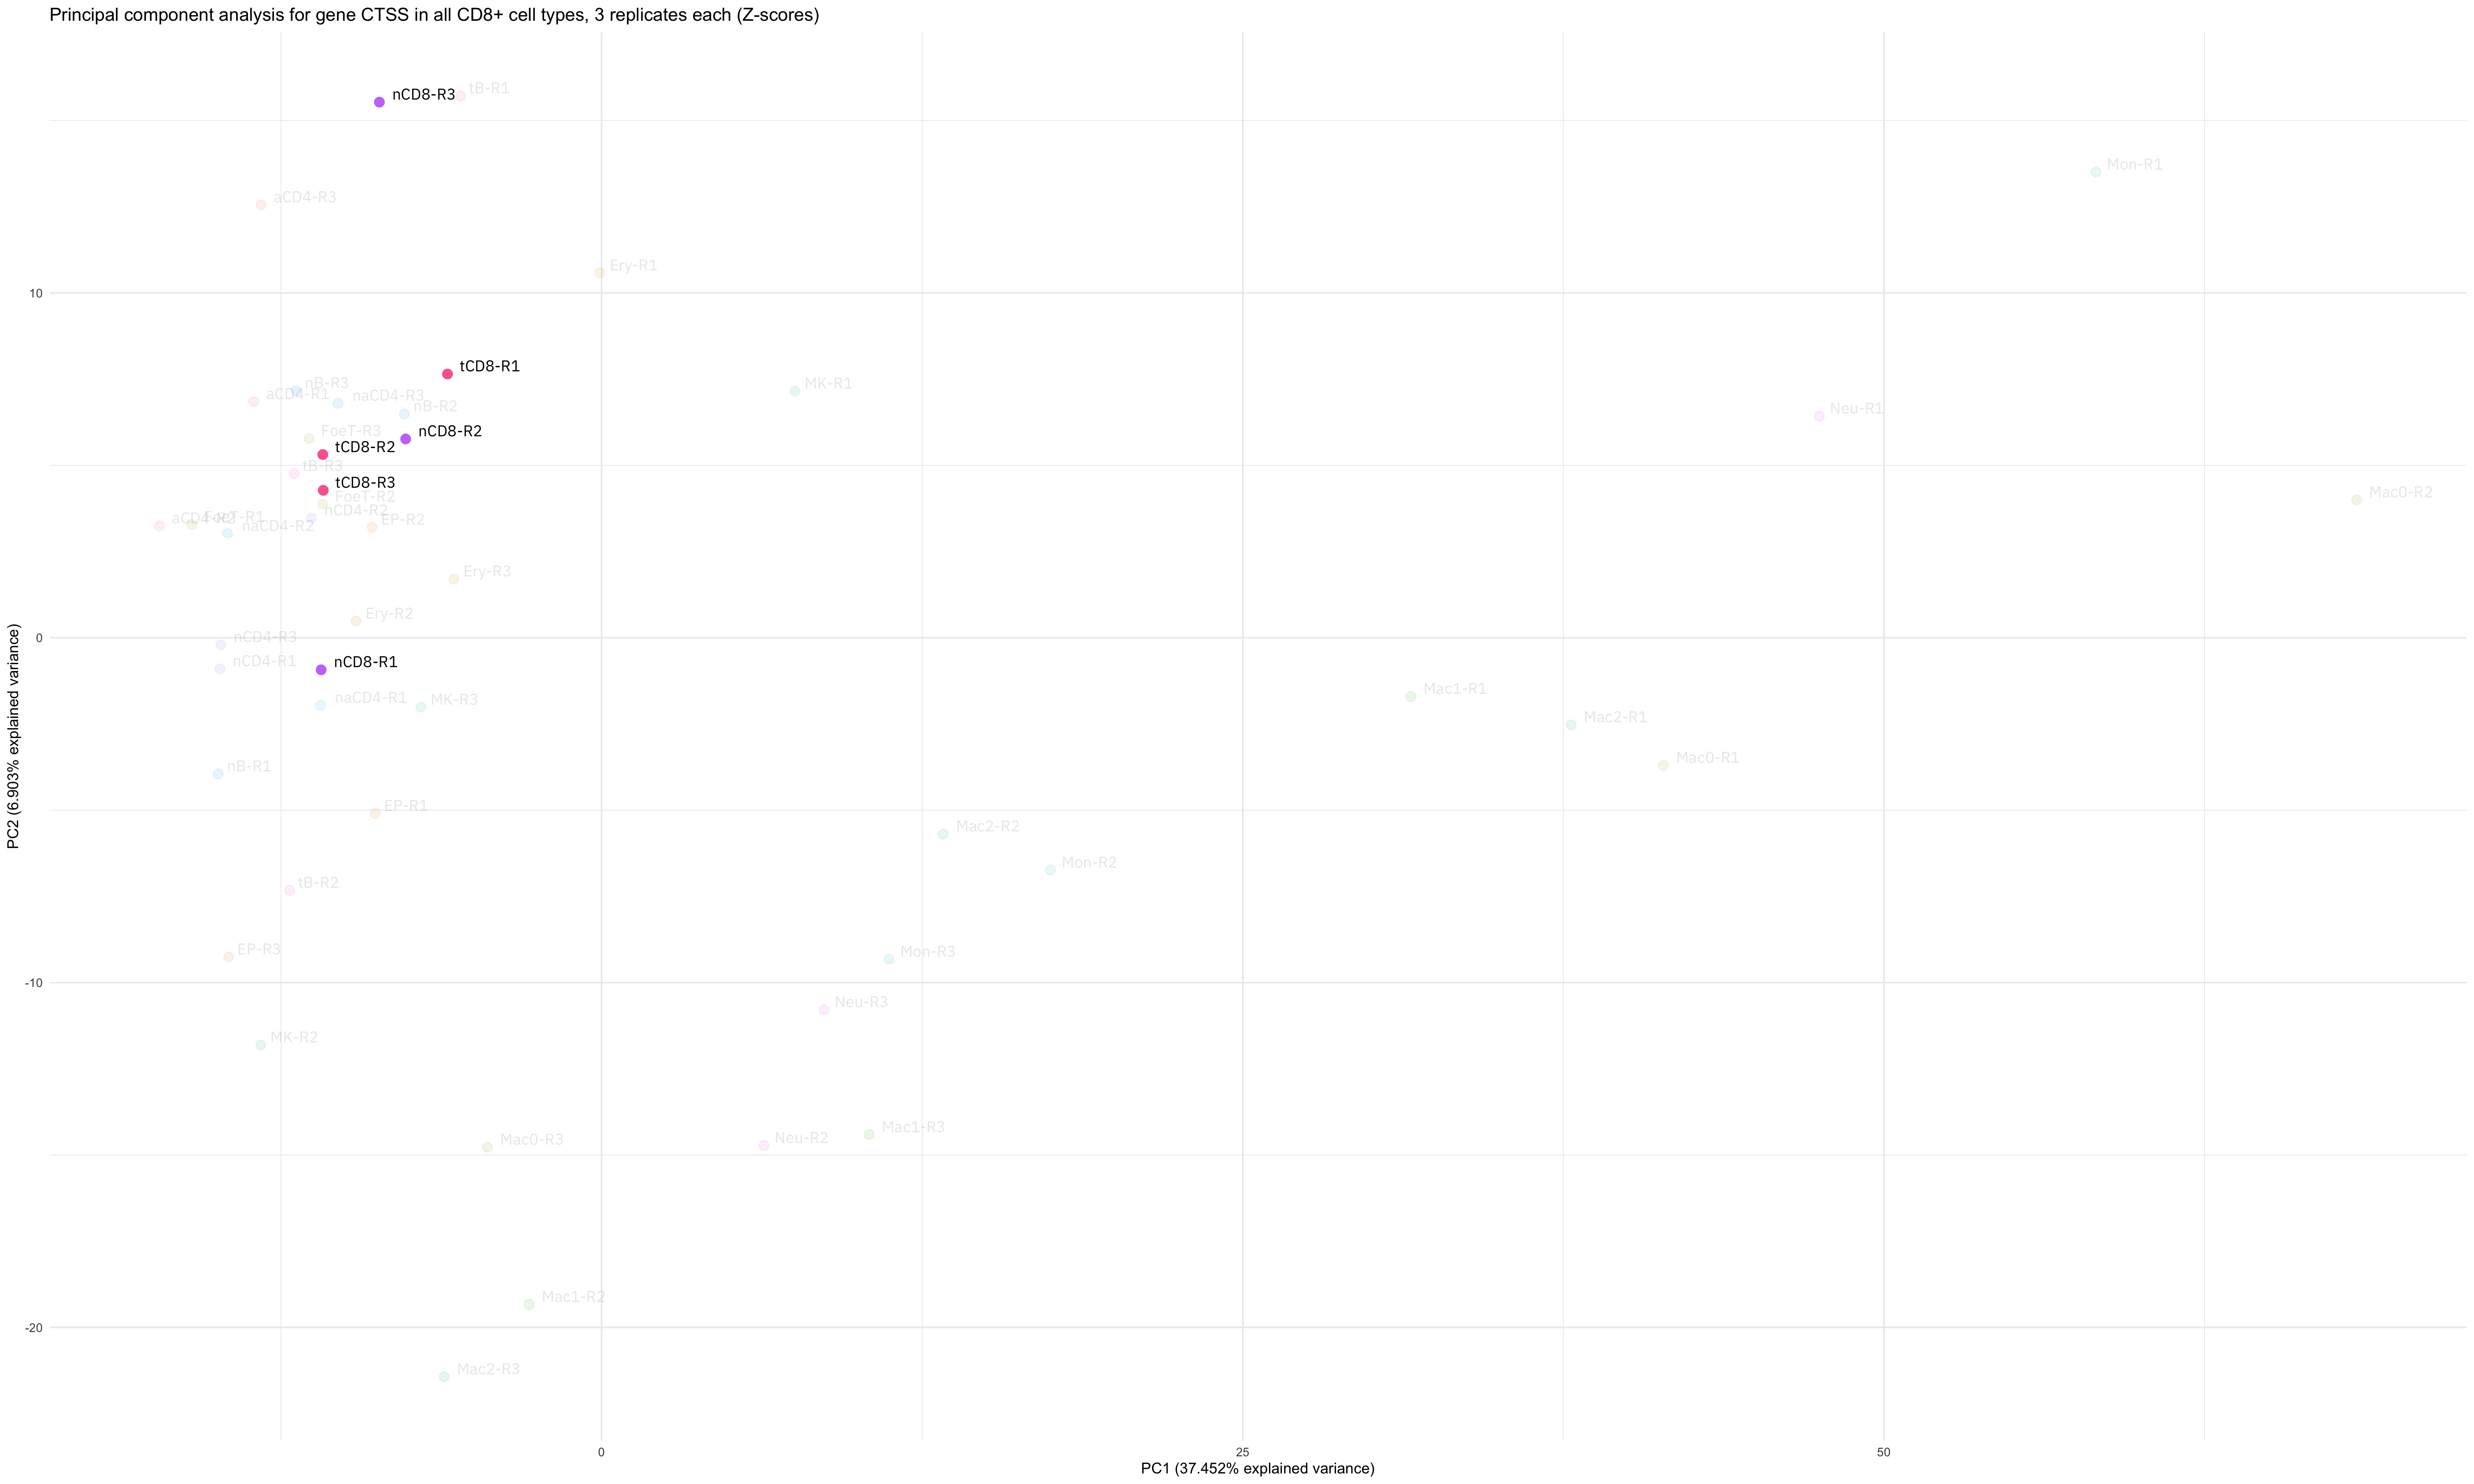 Principal component analysis for gene CTSS in all CD8+ cell types, 3 replicates each (Z-scores)
tB-R1
nCD8-R3
Mon-R1
aCD4-R3
Ery-R1
10
tCD8-R1
nB-R3
MK-R1
aCD4-R1
naCD4-R3
nB-R2
Neu-R1
FoeT-R3
nCD8-R2
tCD8-R2
tB-R3
tCD8-R3
Mac0-R2
FoeT-R2
nCD4-R2
aCD4-R2
FoeT-R1
EP-R2
naCD4-R2
Ery-R3
Ery-R2
0
nCD4-R3
nCD4-R1
nCD8-R1
Mac1-R1
naCD4-R1
MK-R3
Mac2-R1
PC2 (6.903% explained variance)
Mac0-R1
nB-R1
EP-R1
Mac2-R2
Mon-R2
tB-R2
EP-R3
Mon-R3
-10
Neu-R3
MK-R2
Mac1-R3
Mac0-R3
Neu-R2
Mac1-R2
-20
Mac2-R3
0
25
50
PC1 (37.452% explained variance)